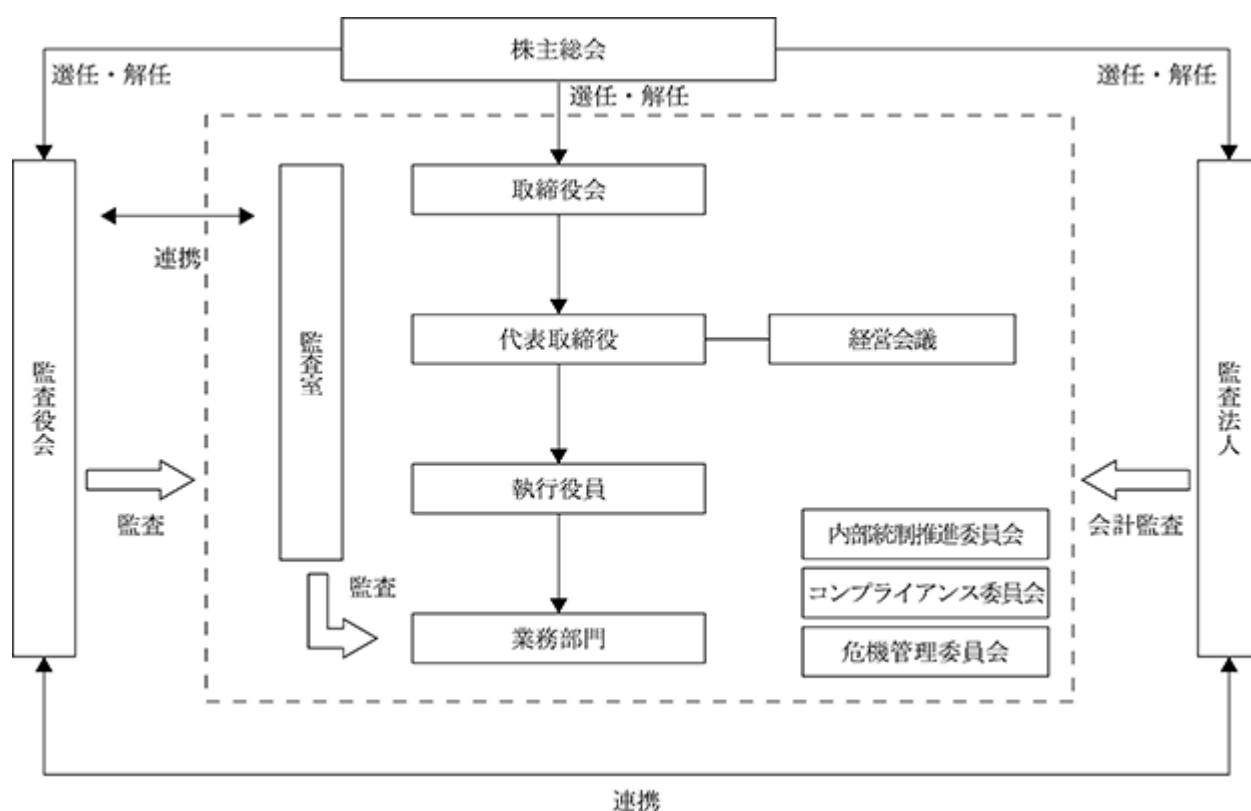 株主総会
選任・解任
選任・解任
選任・解任
取締役会
連携
代表取締役
経営会議
監査室
監査役会
監査法人
執行役員
監査
会計監査
内部統制推進委員会
コンプライアンス委員会
監査
業務部門
危機管理委員会
連携